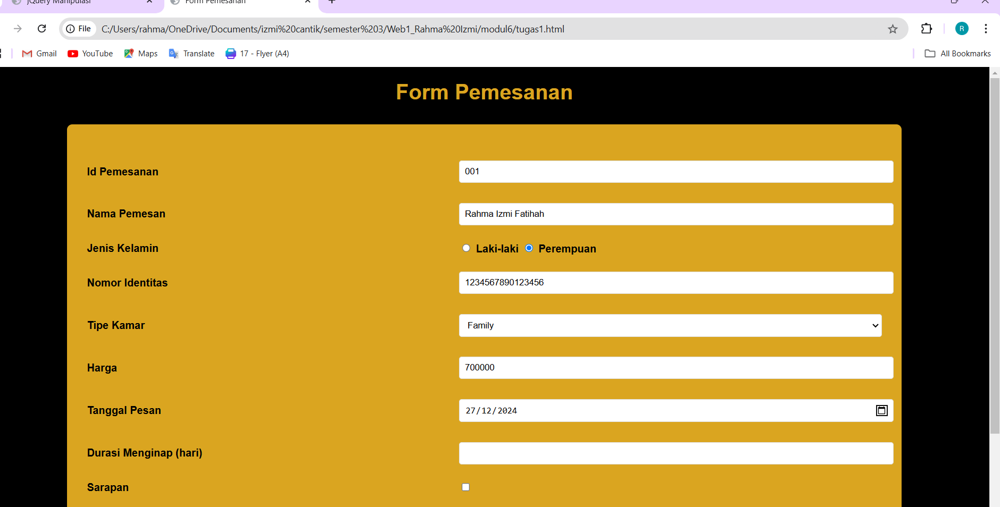 jQuery Manipulasi
Form Pemesanan
File C:/Users/rahma/OneDrive/Documents/izmi%20cantik/semester%203/Web1_Rahma%20Izmi/modul6/tugas1.html
R
Gmail YouTube Maps Translate 17 - Flyer (A4) All Bookmarks
Form Pemesanan
Id Pemesanan 001
Nama Pemesan Rahma Izmi Fatihah
Jenis Kelamin Laki-laki Perempuan
Nomor Identitas 1234567890123456
Tipe Kamar Family
Harga 700000
Tanggal Pesan 27/12/2024
Durasi Menginap (hari)
Sarapan